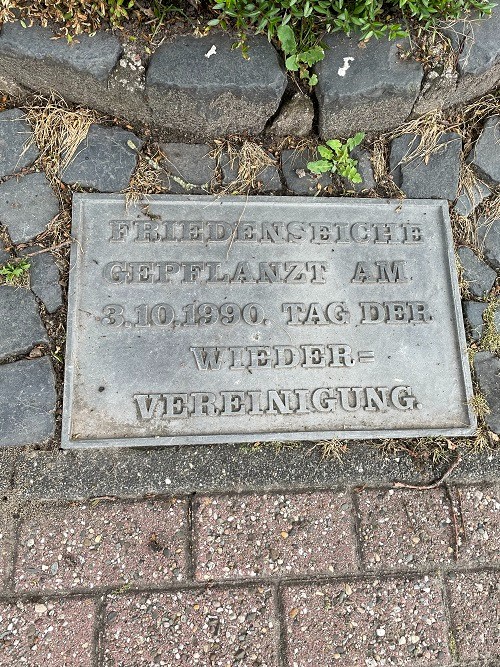 FRIEDENSEICHE
GEPFLANZT AM
3.10.1990. TAG DER
WIEDER=
VEREINIGUNG.